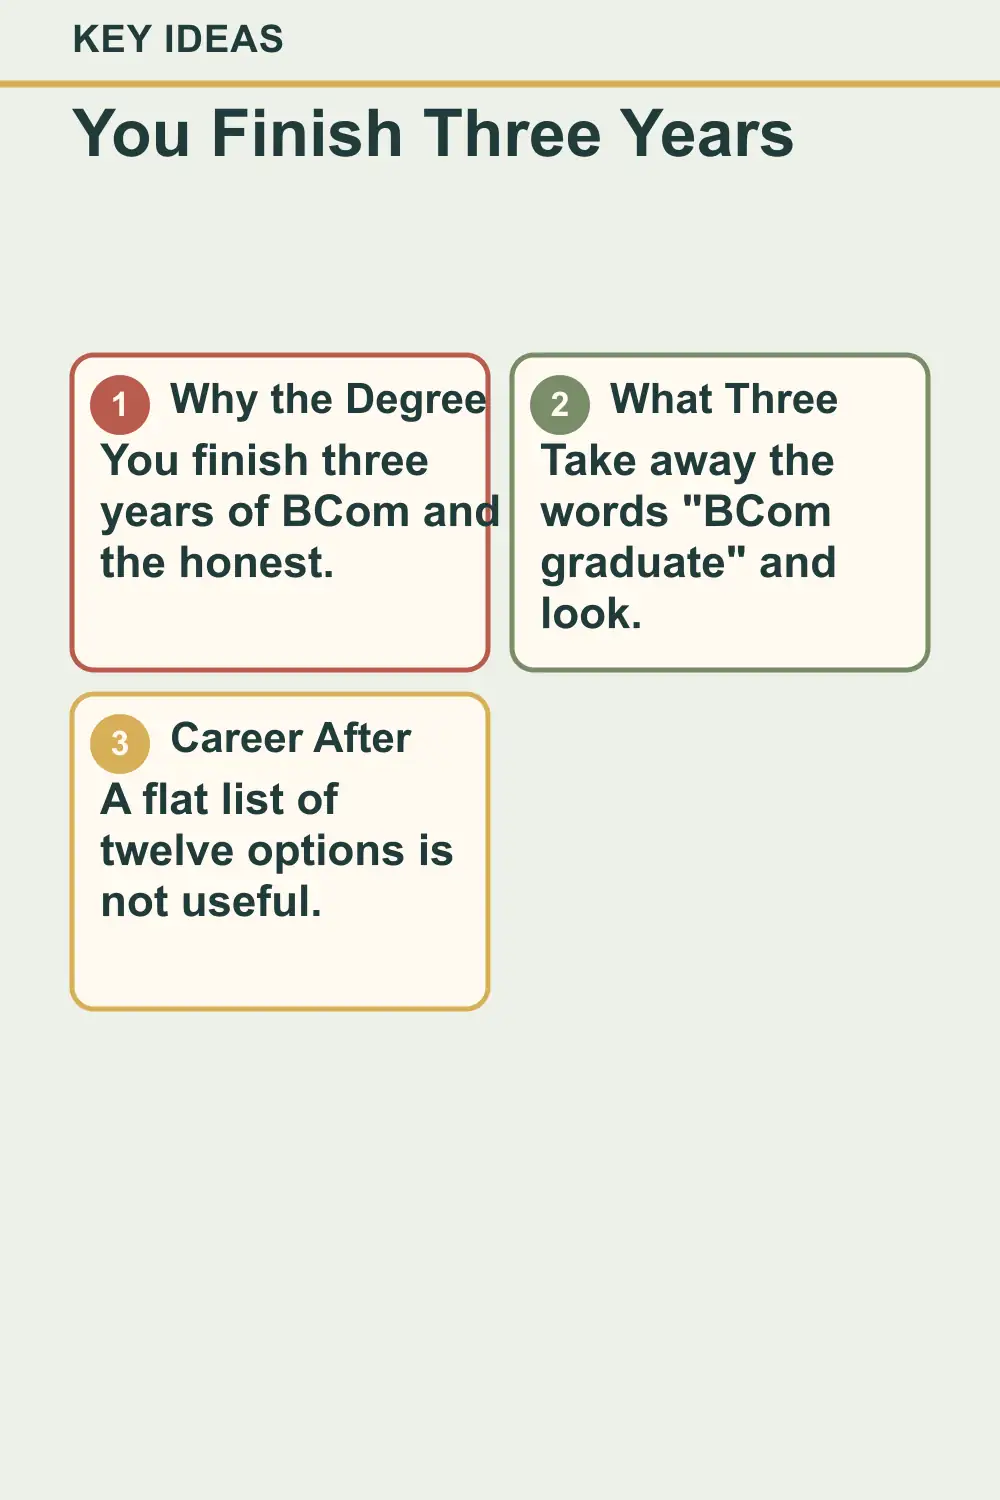 KEY IDEAS
You Finish Three Years
1 Why the Degree
You finish three
years of BCom and
the honest.
2 What Three
Take away the
words "BCom
graduate" and
look.
3 Career After
A flat list of
twelve options is
not useful.